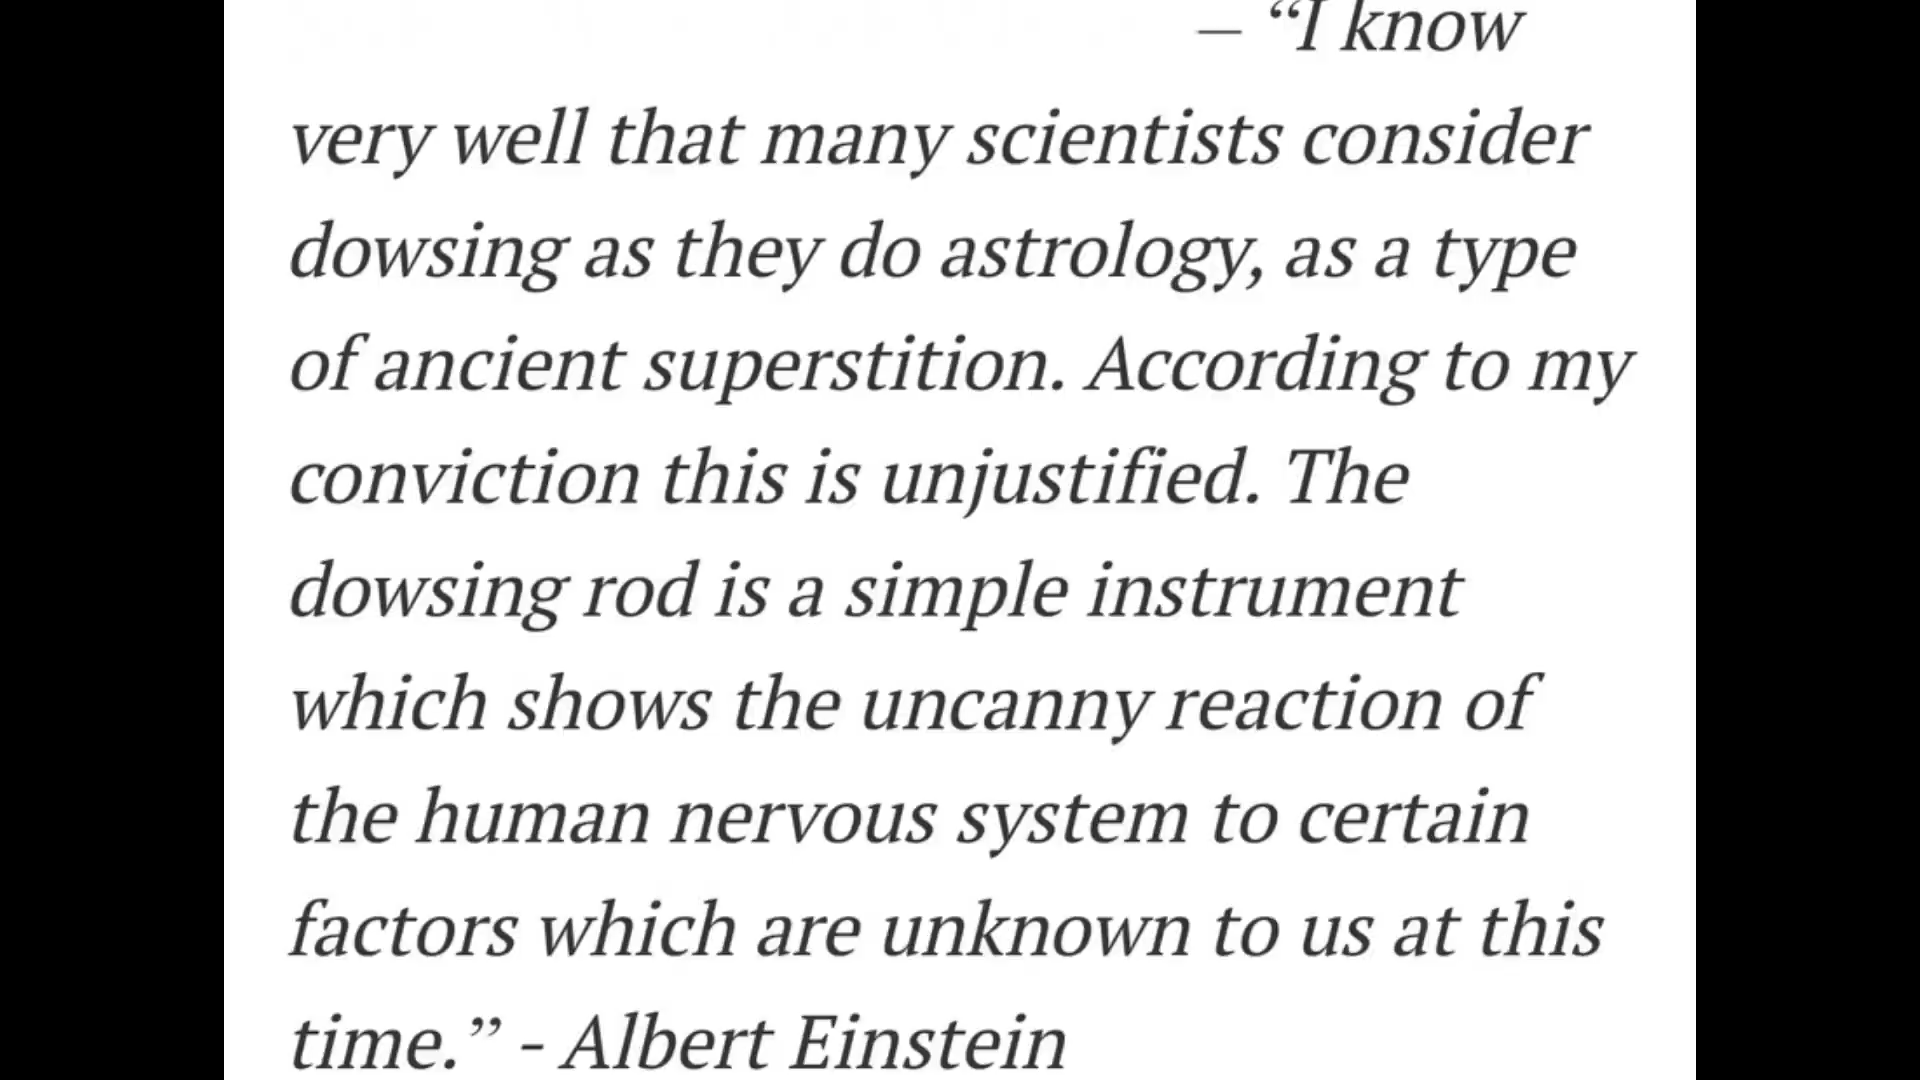 – “I know
very well that many scientists consider
dowsing as they do astrology, as a type
of ancient superstition. According to my
conviction this is unjustified. The
dowsing rod is a simple instrument
which shows the uncanny reaction of
the human nervous system to certain
factors which are unknown to us at this
time.” - Albert Einstein